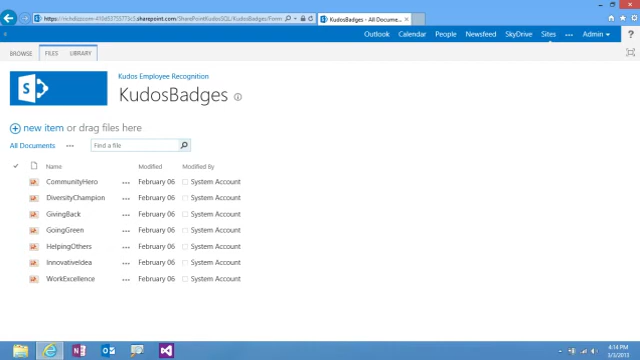 KudosBadges - All Docume...
Outlook Calendar People Newsfeed SkyDrive Sites ••• Admin ?
BROWSE FILES LIBRARY
Kudos Employee Recognition
KudosBadges
new item or drag files here
All Documents ••• Find a file
Name Modified Modified By
CommunityHero ••• February 06 System Account
DiversityChampion ••• February 06 System Account
GivingBack ••• February 06 System Account
GoingGreen ••• February 06 System Account
HelpingOthers ••• February 06 System Account
InnovativeIdea ••• February 06 System Account
WorkExcellence ••• February 06 System Account
4:14 PM
3/3/2013